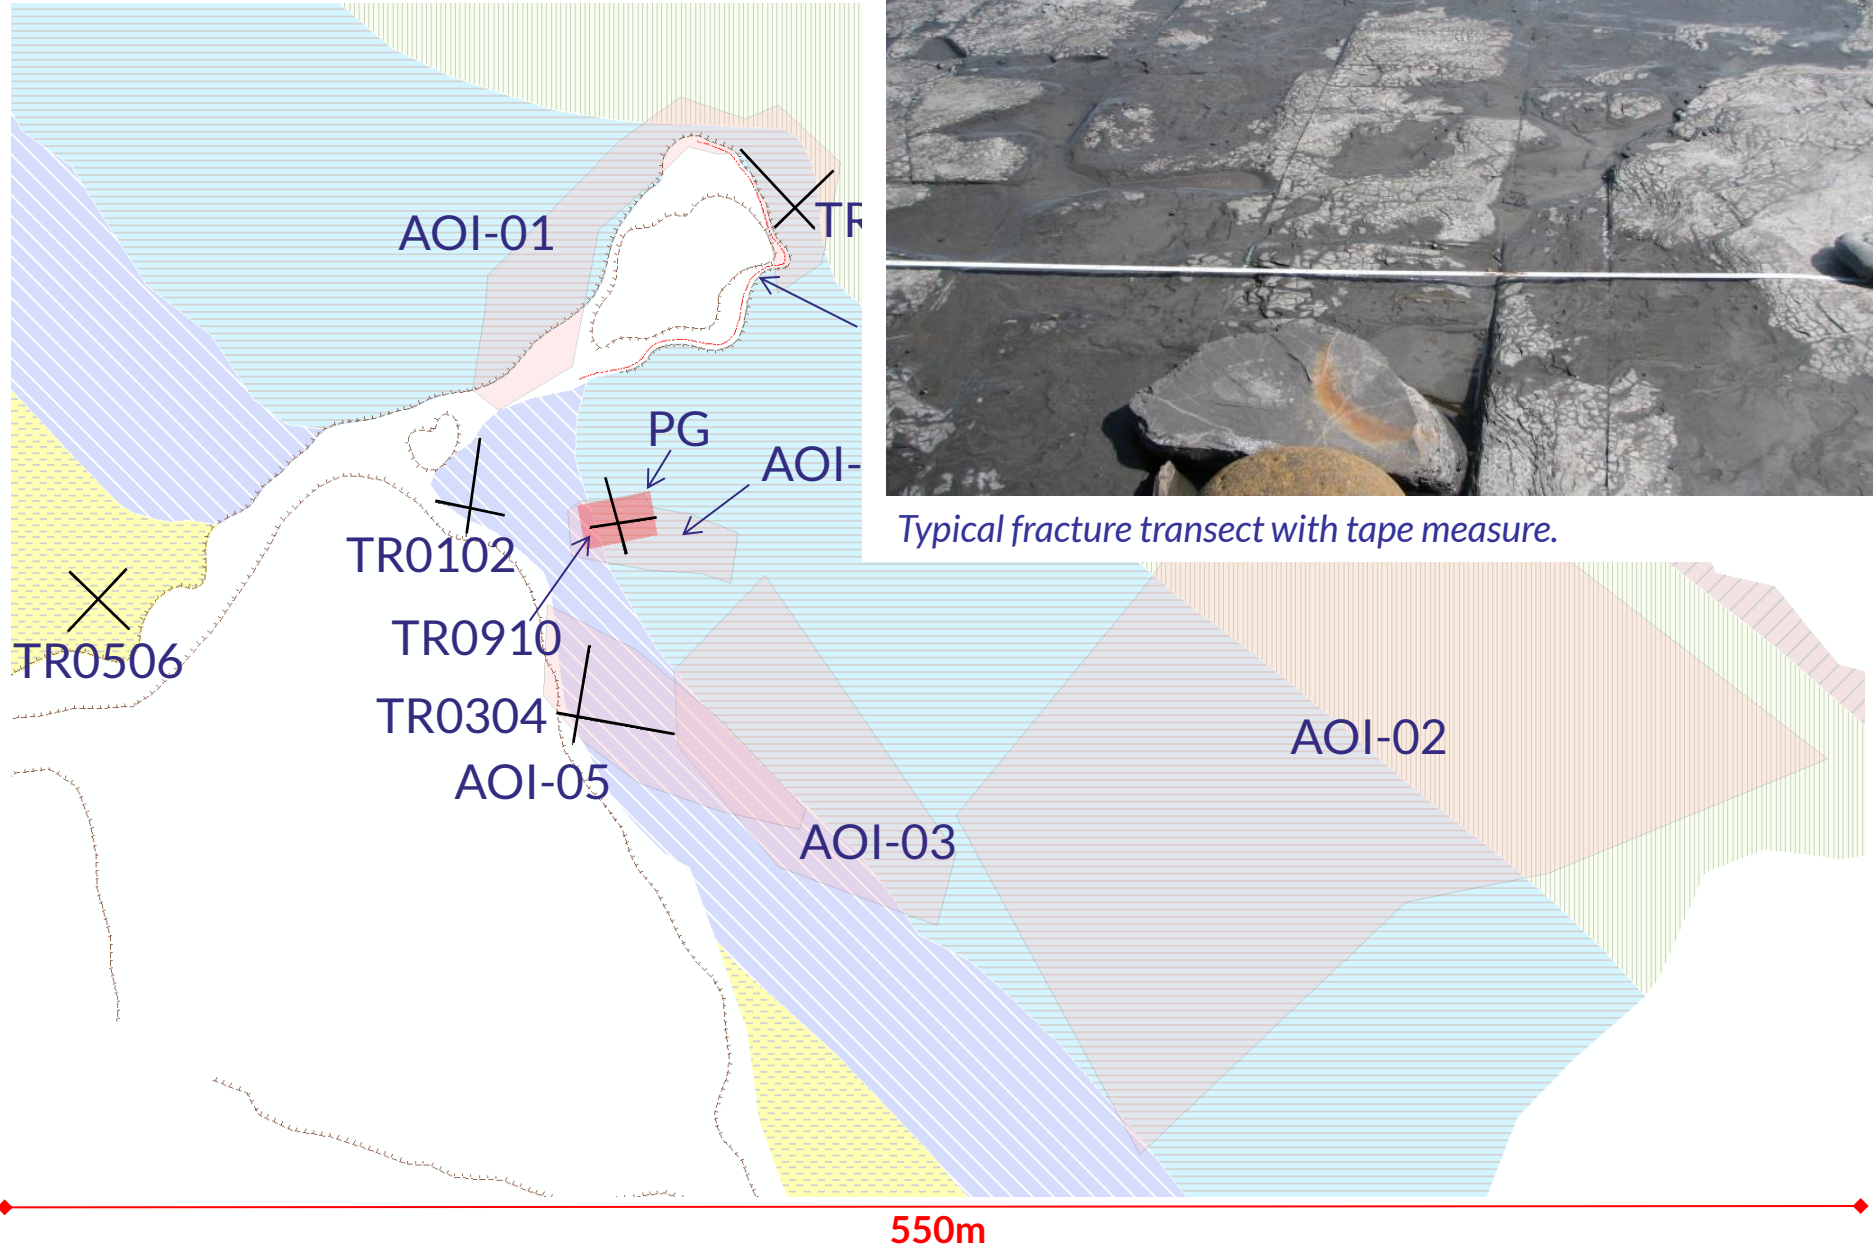 AOI-01
TR
PG
AOI-
Typical fracture transect with tape measure.
TR0102
TR0910
TR0506
TR0304
AOI-02
AOI-05
AOI-03
550m